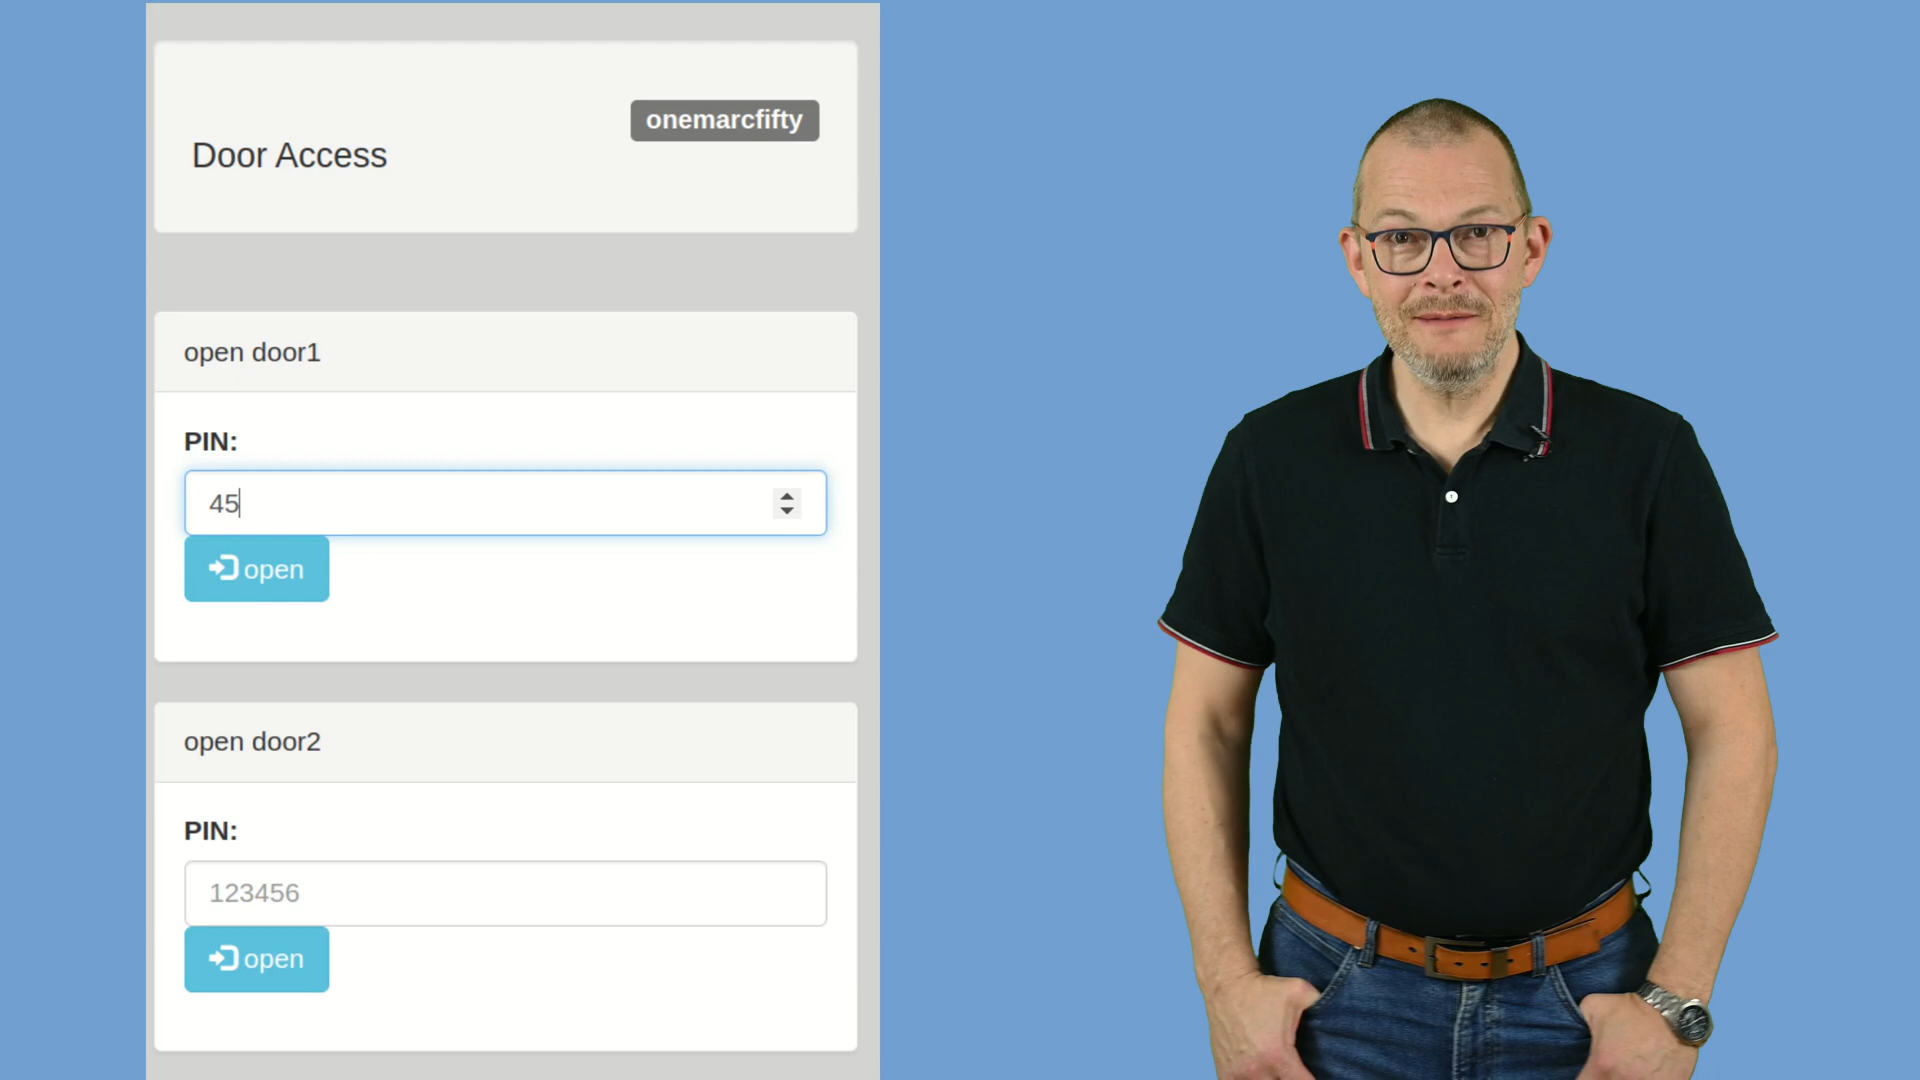 onemarcfifty
Door Access
open door1
PIN:
45
open
open door2
PIN:
123456
open